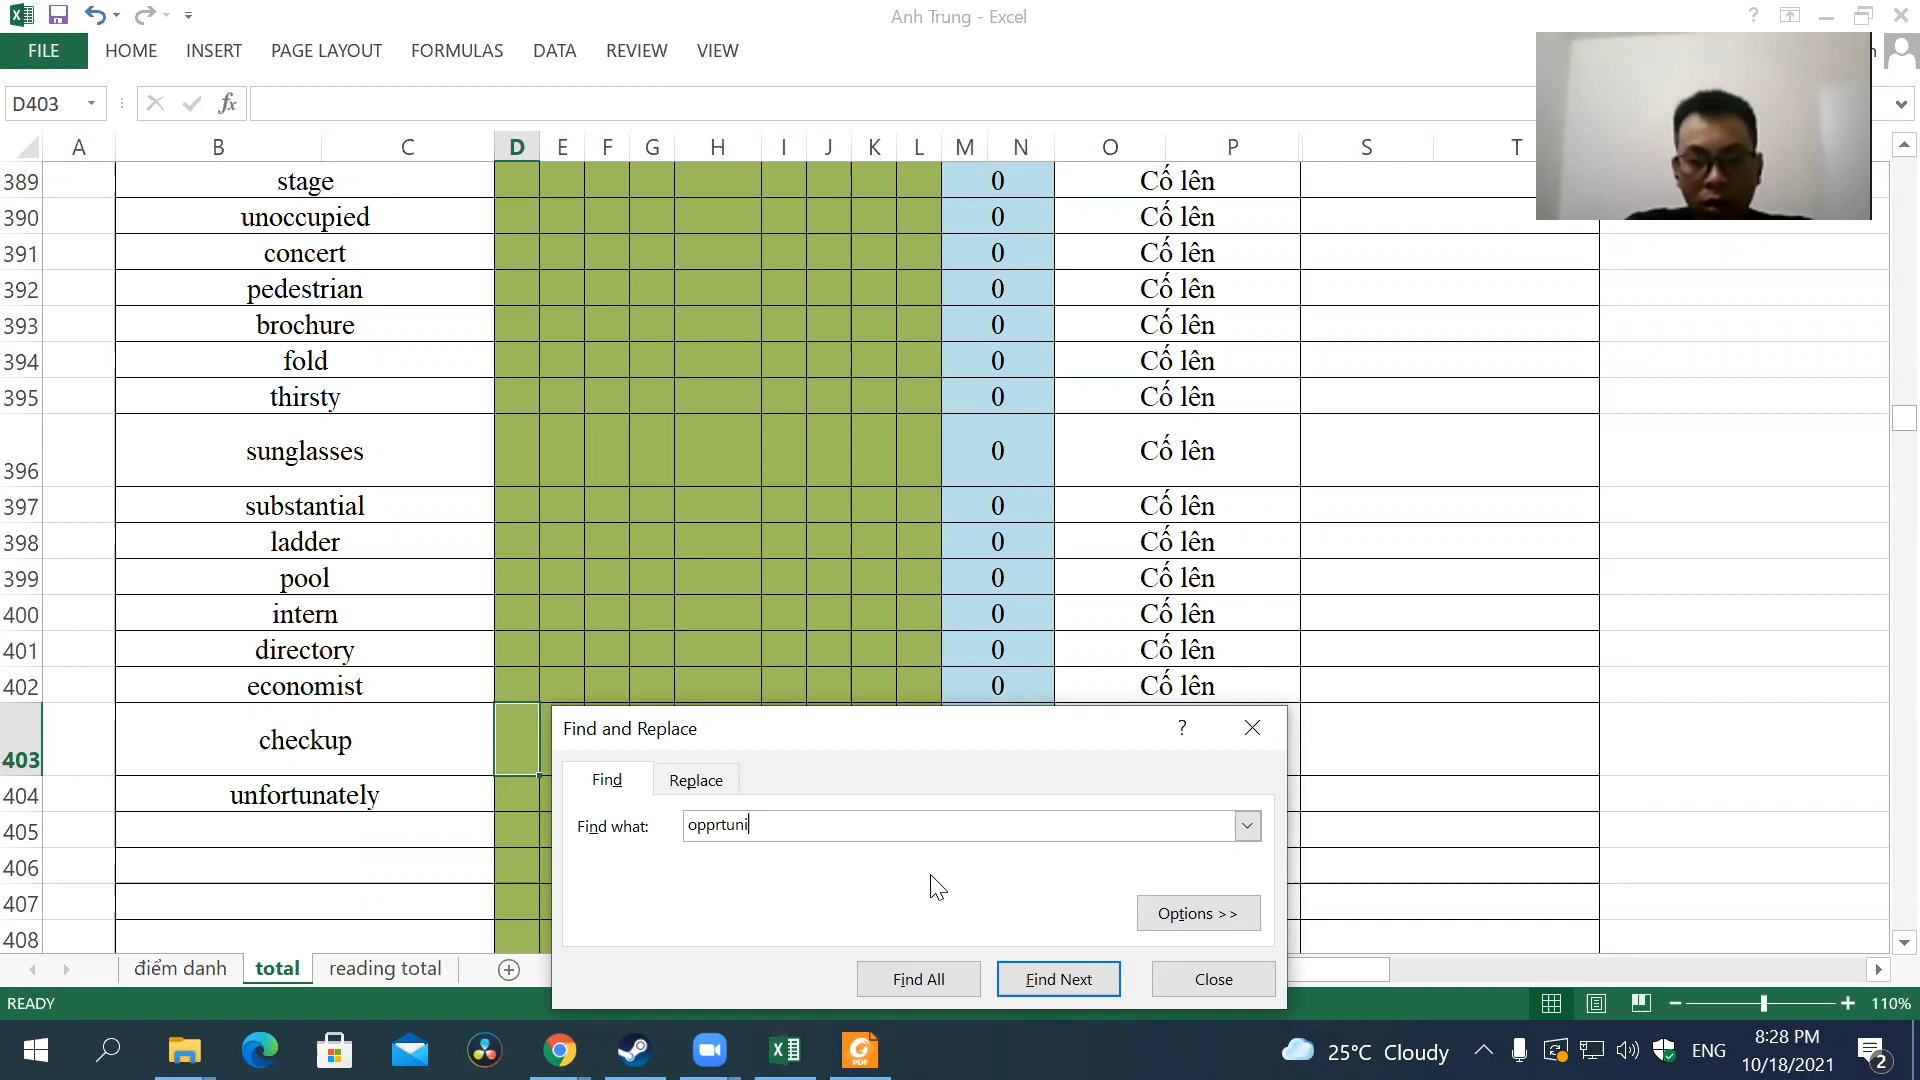 Anh Trung - Excel
?
FILE HOME INSERT PAGE LAYOUT FORMULAS DATA REVIEW VIEW
D403 fx
A B C D E F G H I J K L M N O P S T
389 stage 0 Cố lên
390 unoccupied 0 Cố lên
391 concert 0 Cố lên
392 pedestrian 0 Cố lên
393 brochure 0 Cố lên
394 fold 0 Cố lên
395 thirsty 0 Cố lên
396 sunglasses 0 Cố lên
397 substantial 0 Cố lên
398 ladder 0 Cố lên
399 pool 0 Cố lên
400 intern 0 Cố lên
401 directory 0 Cố lên
402 economist 0 Cố lên
403 checkup
404 unfortunately
405
406
407
408
Find and Replace ?
Find Replace
Find what: opprtuni
Options >>
Find All Find Next Close
điểm danh total reading total
READY 110%
25°C Cloudy ENG 8:28 PM
10/18/2021 2
PDF